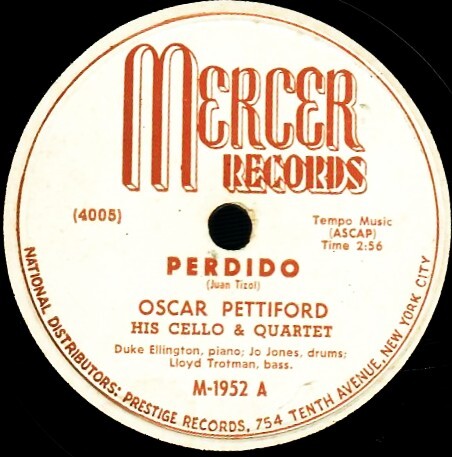 MERCER
RECORDS
(4005)
Tempo Music
(ASCAP)
Time 2:56
PERDIDO
(Juan Tizol)
OSCAR PETTIFORD
HIS CELLO & QUARTET
Duke Ellington, piano; Jo Jones, drums;
Lloyd Trotman, bass.
M-1952 A
NATIONAL DISTRIBUTORS: PRESTIGE RECORDS, 754 TENTH AVENUE, NEW YORK CITY